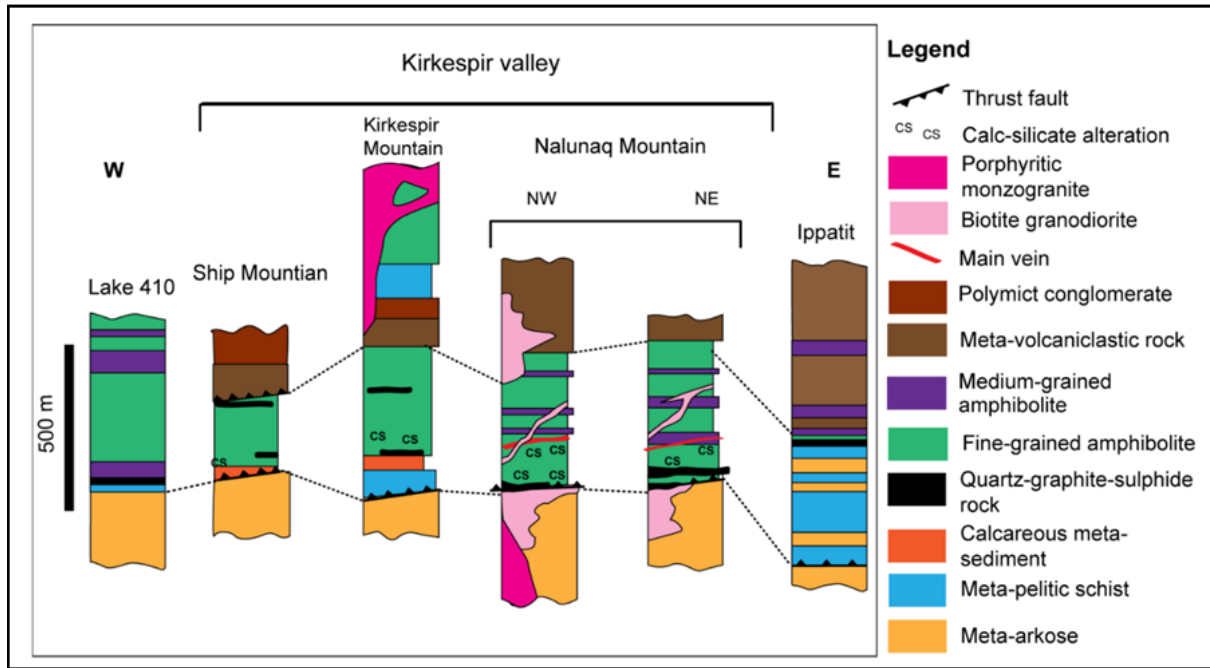 Kirkespir valley
W
Kirkespir
Mountain
Nalunaq Mountain
E
NW
NE
Ippatit
Ship Mountian
Lake 410
500 m
CS
CS
CS
CS
CS
CS
CS
CS
CS
Legend
Thrust fault
CS CS
Calc-silicate alteration
Porphyritic
monzogranite
Biotite granodiorite
Main vein
Polymict conglomerate
Meta-volcaniclastic rock
Medium-grained
amphibolite
Fine-grained amphibolite
Quartz-graphite-sulphide
rock
Calcareous meta-
sediment
Meta-pelitic schist
Meta-arkose